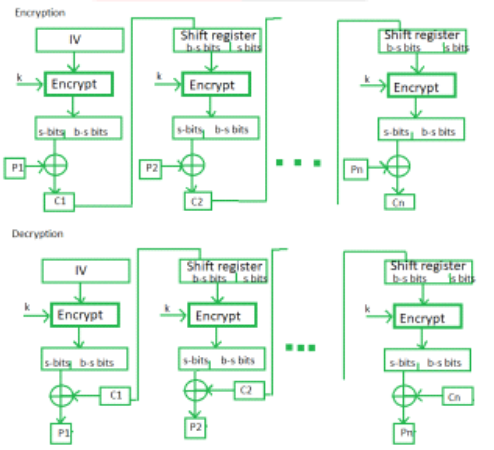 Encryption
IV
Shift register
b-s bits s bits
Shift register
b-s bits s bits
k
Encrypt
k
Encrypt
k
Encrypt
s-bits b-s bits
s-bits b-s bits
s-bits b-s bits
P1
P2
Pn
C1
C2
Cn
Decryption
IV
Shift register
b-s bits s bits
Shift register
b-s bits s bits
k
Encrypt
k
Encrypt
k
Encrypt
s-bits b-s bits
s-bits b-s bits
s-bits b-s bits
C1
C2
Cn
P1
P2
Pn